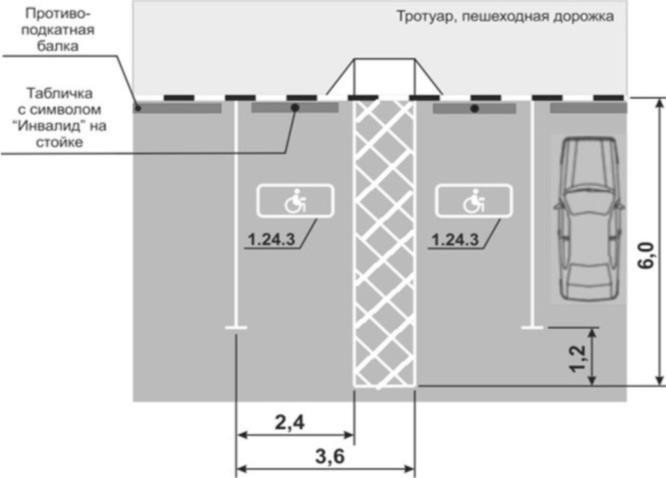 Противо-
подкатная
балка
Тротуар, пешеходная дорожка
Табличка
с символом
"Инвалид" на
стойке
1.24.3
1.24.3
6,0
1,2
2,4
3,6